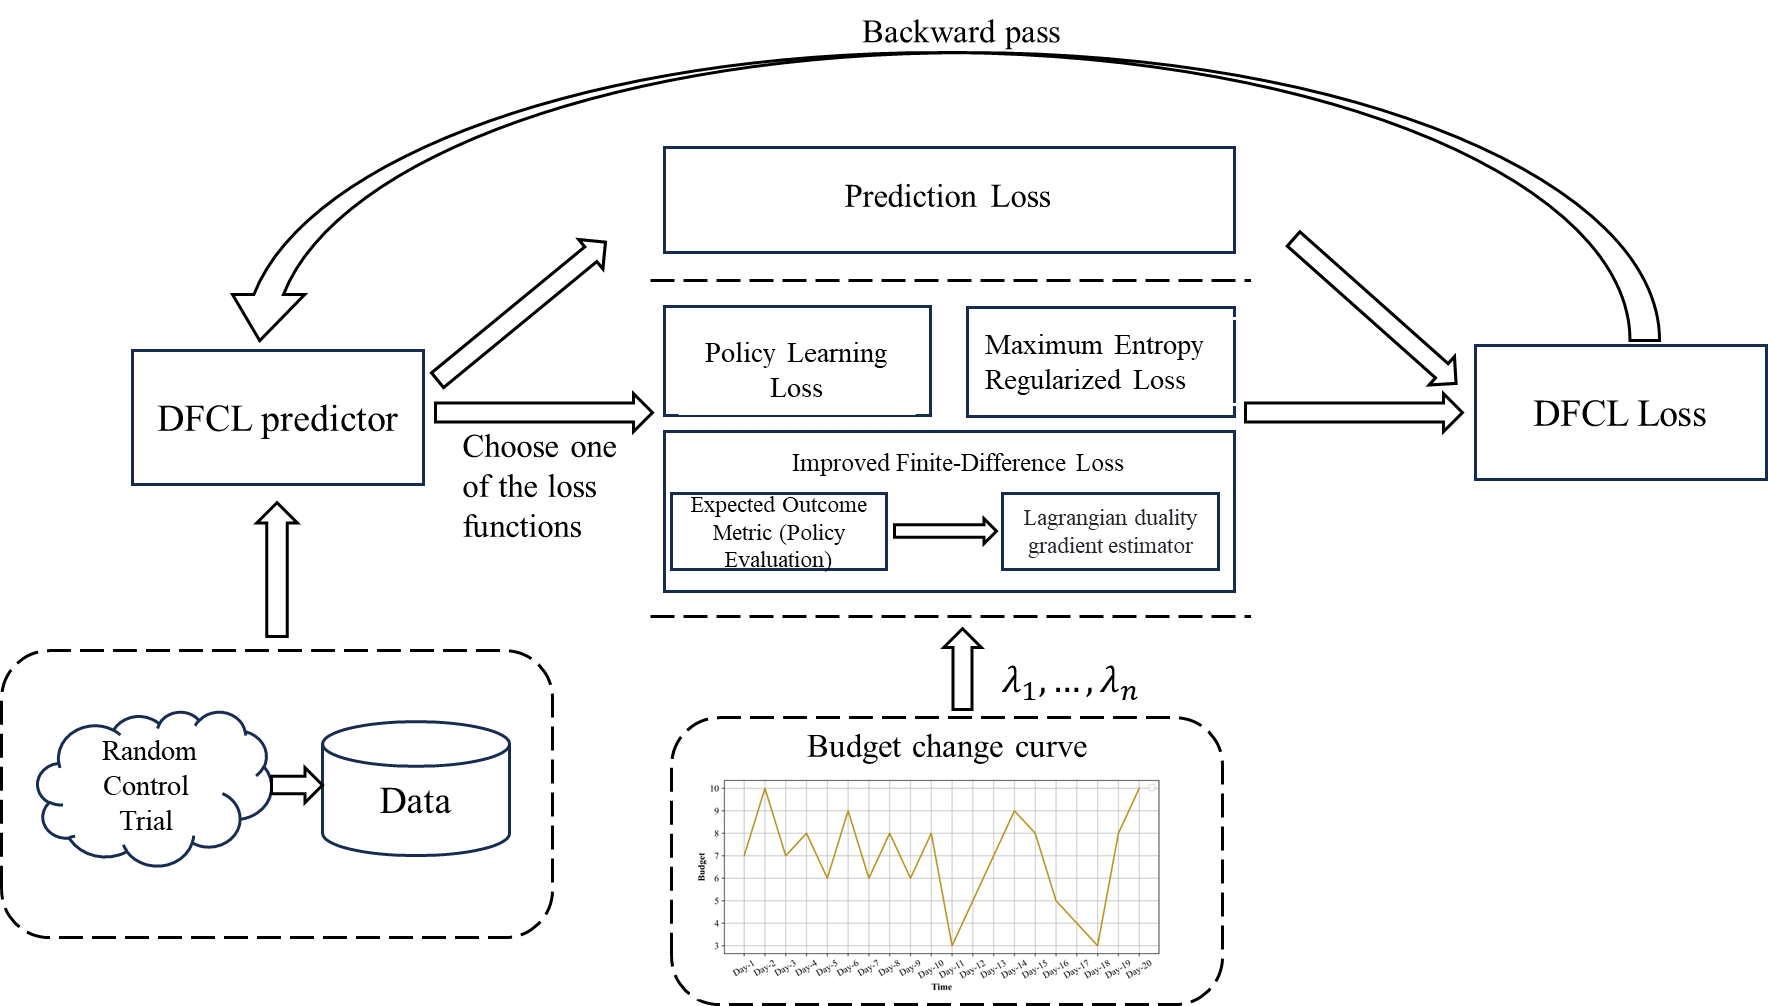 Backward pass
Prediction Loss
Policy Learning
Loss
Maximum Entropy
Regularized Loss
DFCL predictor
DFCL Loss
Choose one
of the loss
functions
Improved Finite-Difference Loss
Expected Outcome
Metric (Policy
Evaluation)
Lagrangian duality
gradient estimator
λ1, ... , λn
Random
Control
Trial
Data
Budget change curve
10
9
8
7
6
5
4
3
Budget
Day-1
Day-2
Day-3
Day-4
Day-5
Day-6
Day-7
Day-8
Day-9
Day-10
Day-11
Day-12
Day-13
Day-14
Day-15
Day-16
Day-17
Day-18
Day-19
Day-20
Time